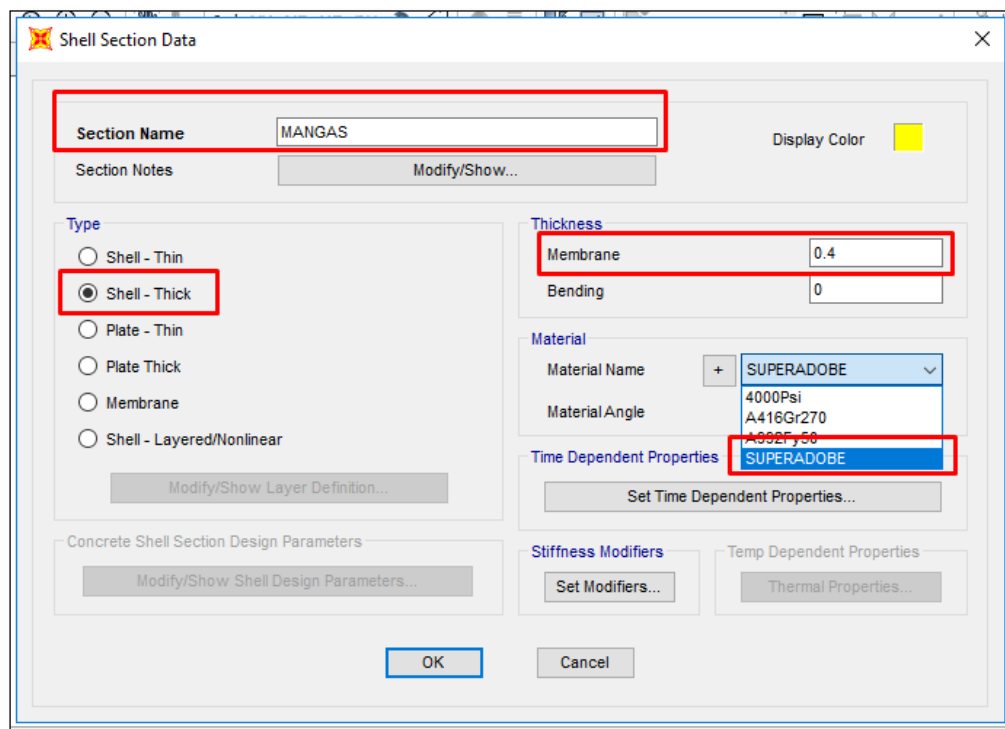 Shell Section Data
Section Name MANGAS
Display Color
Section Notes Modify/Show...
Type
Shell - Thin
Shell - Thick
Plate - Thin
Plate Thick
Membrane
Shell - Layered/Nonlinear
Modify/Show Layer Definition...
Concrete Shell Section Design Parameters
Modify/Show Shell Design Parameters...
Thickness
Membrane 0.4
Bending 0
Material
Material Name + SUPERADOBE
4000Psi
Material Angle
A416Gr270
A992Fy50
SUPERADOBE
Time Dependent Properties
Set Time Dependent Properties...
Stiffness Modifiers
Set Modifiers...
Temp Dependent Properties
Thermal Properties...
OK Cancel